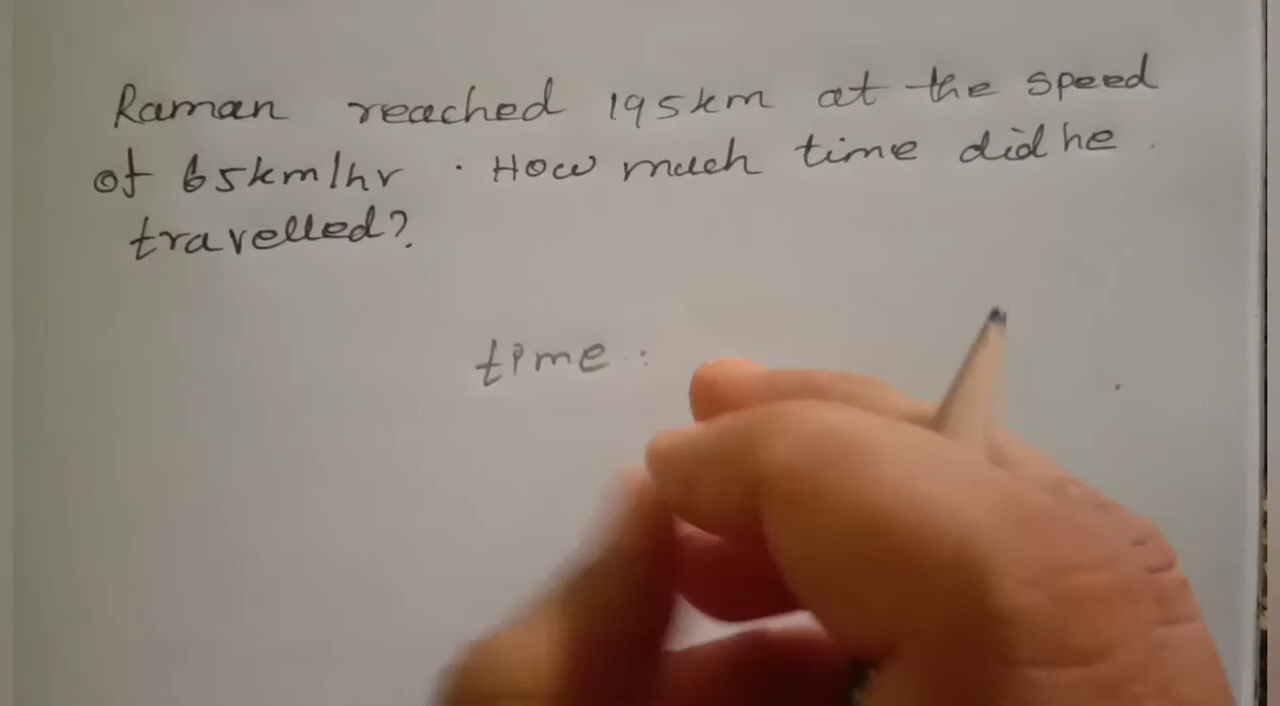 Raman reached 195km at the speed
of 65km/hr. How much time did he
travelled?
time :